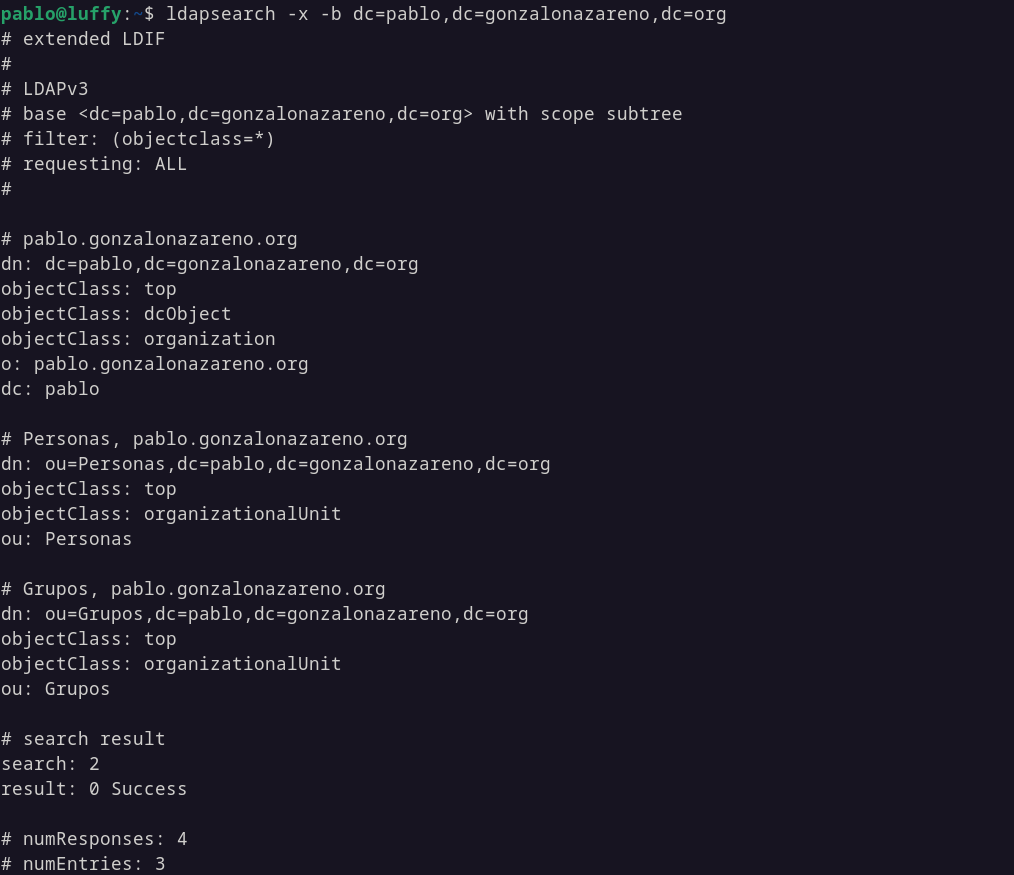 pablo@luffy:~$ ldapsearch -x -b dc=pablo,dc=gonzalonazareno,dc=org
# extended LDIF
#
# LDAPv3
# base <dc=pablo,dc=gonzalonazareno,dc=org> with scope subtree
# filter: (objectclass=*)
# requesting: ALL
#

# pablo.gonzalonazareno.org
dn: dc=pablo,dc=gonzalonazareno,dc=org
objectClass: top
objectClass: dcObject
objectClass: organization
o: pablo.gonzalonazareno.org
dc: pablo

# Personas, pablo.gonzalonazareno.org
dn: ou=Personas,dc=pablo,dc=gonzalonazareno,dc=org
objectClass: top
objectClass: organizationalUnit
ou: Personas

# Grupos, pablo.gonzalonazareno.org
dn: ou=Grupos,dc=pablo,dc=gonzalonazareno,dc=org
objectClass: top
objectClass: organizationalUnit
ou: Grupos

# search result
search: 2
result: 0 Success

# numResponses: 4
# numEntries: 3